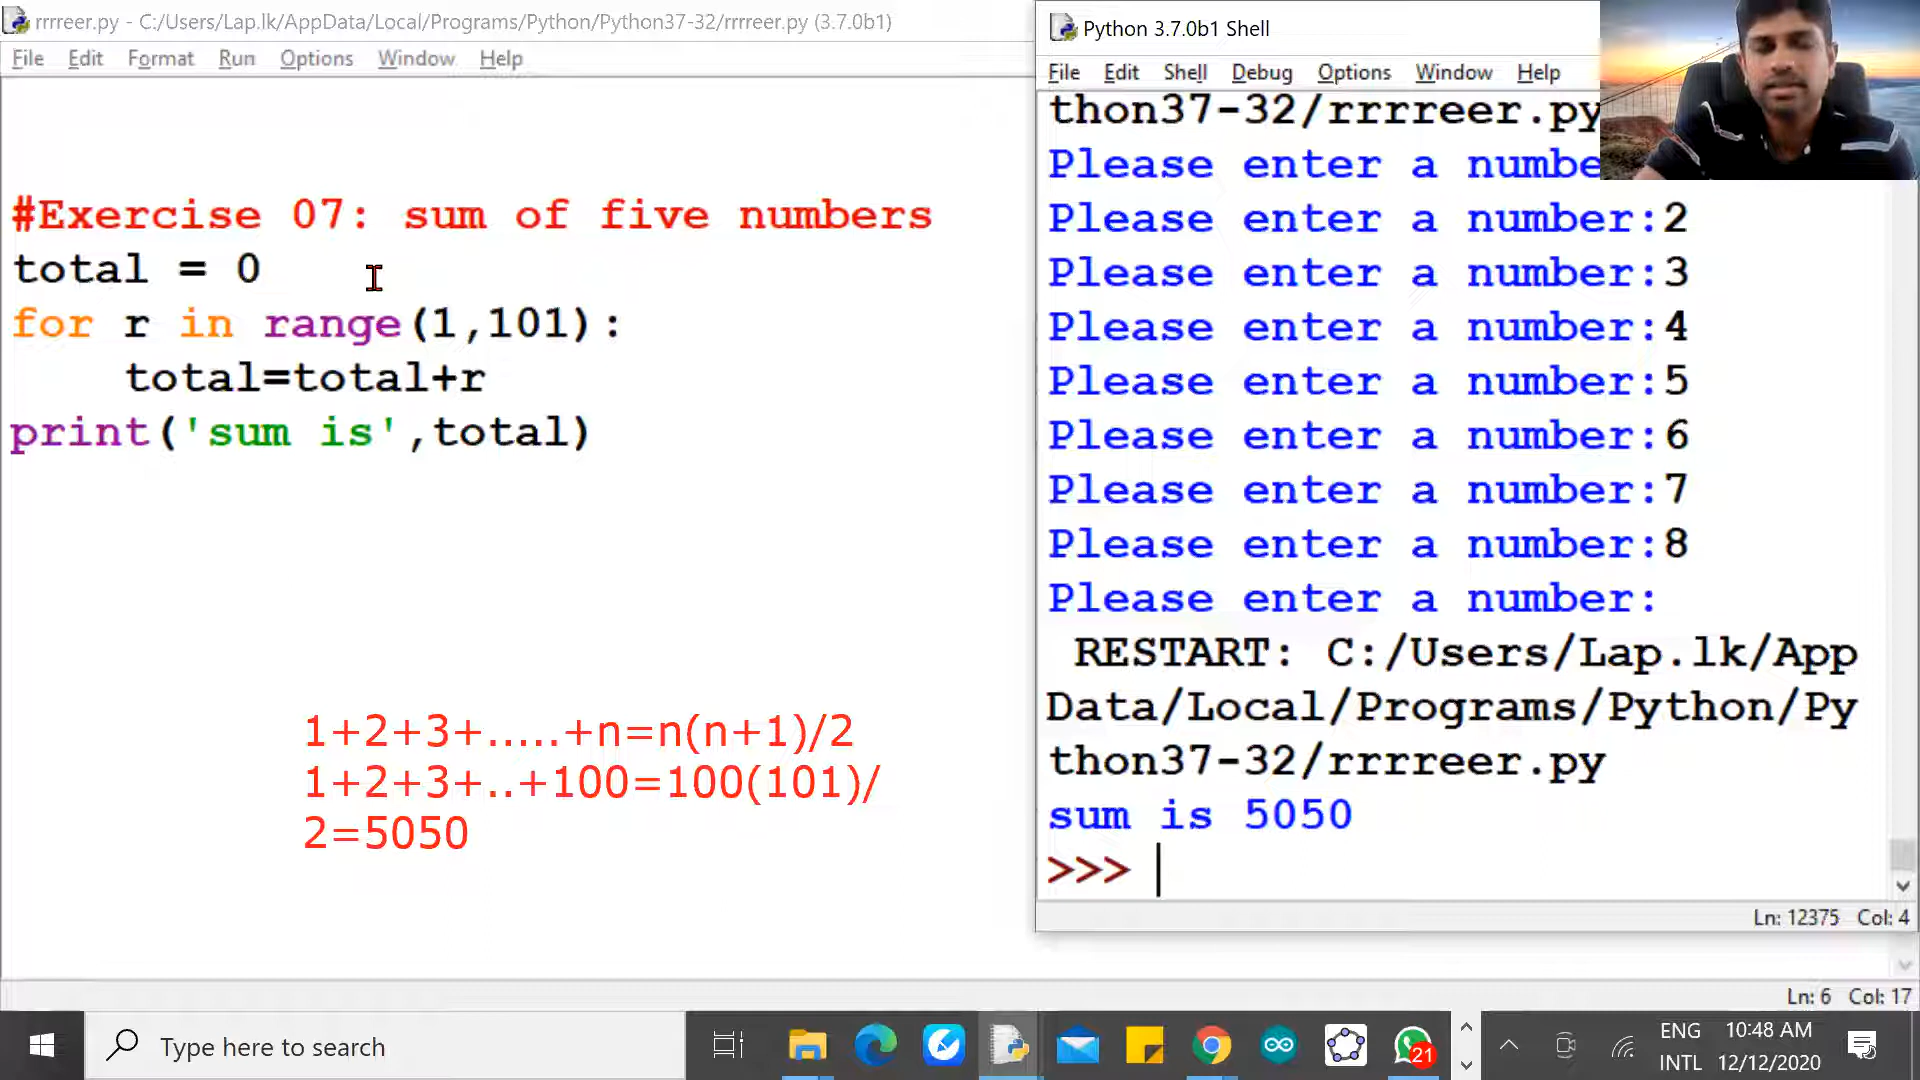 rrrreer.py - C:/Users/Lap.lk/AppData/Local/Programs/Python/Python37-32/rrrreer.py (3.7.0b1)
File Edit Format Run Options Window Help
#Exercise 07: sum of five numbers
total = 0
for r in range(1,101):
    total=total+r
print('sum is',total)
1+2+3+.....+n=n(n+1)/2
1+2+3+..+100=100(101)/
2=5050
Ln: 6 Col: 17
Python 3.7.0b1 Shell
File Edit Shell Debug Options Window Help
thon37-32/rrrreer.py
Please enter a numbe
Please enter a number:2
Please enter a number:3
Please enter a number:4
Please enter a number:5
Please enter a number:6
Please enter a number:7
Please enter a number:8
Please enter a number:
 RESTART: C:/Users/Lap.lk/App
Data/Local/Programs/Python/Py
thon37-32/rrrreer.py
sum is 5050
>>>
Ln: 12375 Col: 4
Type here to search
21
ENG 10:48 AM
INTL 12/12/2020